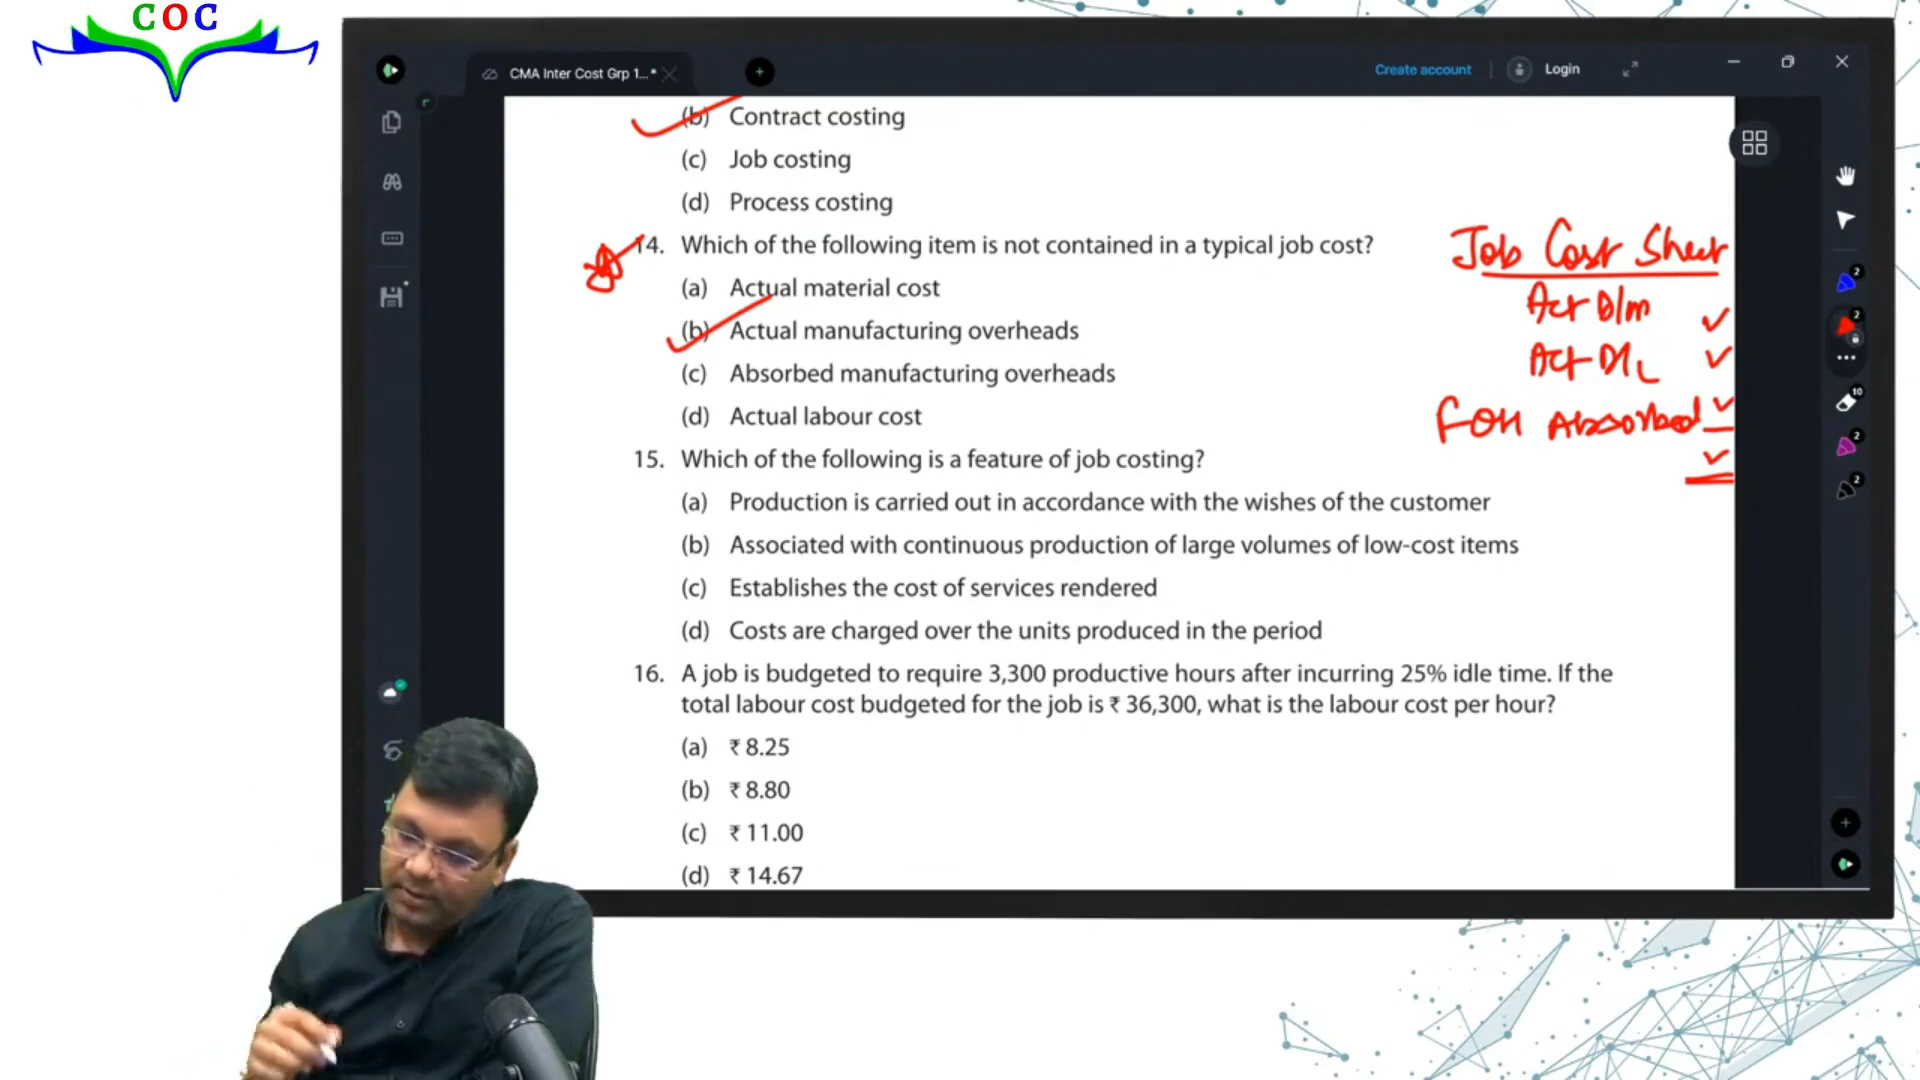 COC
CMA Inter Cost Grp 1...*
Create account
Login
(b) Contract costing
(c) Job costing
(d) Process costing
14. Which of the following item is not contained in a typical job cost?
(a) Actual material cost
(b) Actual manufacturing overheads
(c) Absorbed manufacturing overheads
(d) Actual labour cost
Job Cost Sheet
Act D/m
Act D/L
FOH Absorbed
15. Which of the following is a feature of job costing?
(a) Production is carried out in accordance with the wishes of the customer
(b) Associated with continuous production of large volumes of low-cost items
(c) Establishes the cost of services rendered
(d) Costs are charged over the units produced in the period
16. A job is budgeted to require 3,300 productive hours after incurring 25% idle time. If the
total labour cost budgeted for the job is ₹ 36,300, what is the labour cost per hour?
(a) ₹ 8.25
(b) ₹ 8.80
(c) ₹ 11.00
(d) ₹ 14.67
2
2
10
2
2